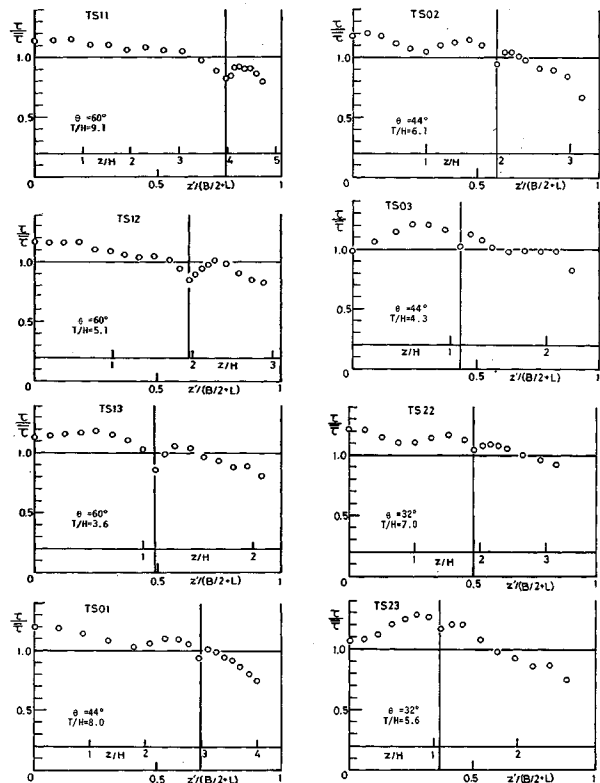 TS11
τ/τ̄
1.0
0.5
θ =60°
T/H=9.1
1 2 3 4 5
z/H
0 0.5 1
z'/(B/2+L)
TS12
τ/τ̄
1.0
0.5
θ =60°
T/H=5.1
1 2 3
z/H
0 0.5 1
z'/(B/2+L)
TS13
τ/τ̄
1.0
0.5
θ =60°
T/H=3.6
1 2
z/H
0 0.5 1
z'/(B/2+L)
TS01
τ/τ̄
1.0
0.5
θ =44°
T/H=8.0
1 2 3 4
z/H
0 0.5 1
z'/(B/2+L)
TS02
τ/τ̄
1.0
0.5
θ =44°
T/H=6.1
1 2 3
z/H
0 0.5 1
z'/(B/2+L)
TS03
τ/τ̄
1.0
0.5
θ =44°
T/H=4.3
1 2
z/H
0 0.5 1
z'/(B/2+L)
TS22
τ/τ̄
1.0
0.5
θ =32°
T/H=7.0
1 2 3
z/H
0 0.5 1
z'/(B/2+L)
TS23
τ/τ̄
1.0
0.5
θ =32°
T/H=5.6
1 2
z/H
0 0.5 1
z'/(B/2+L)